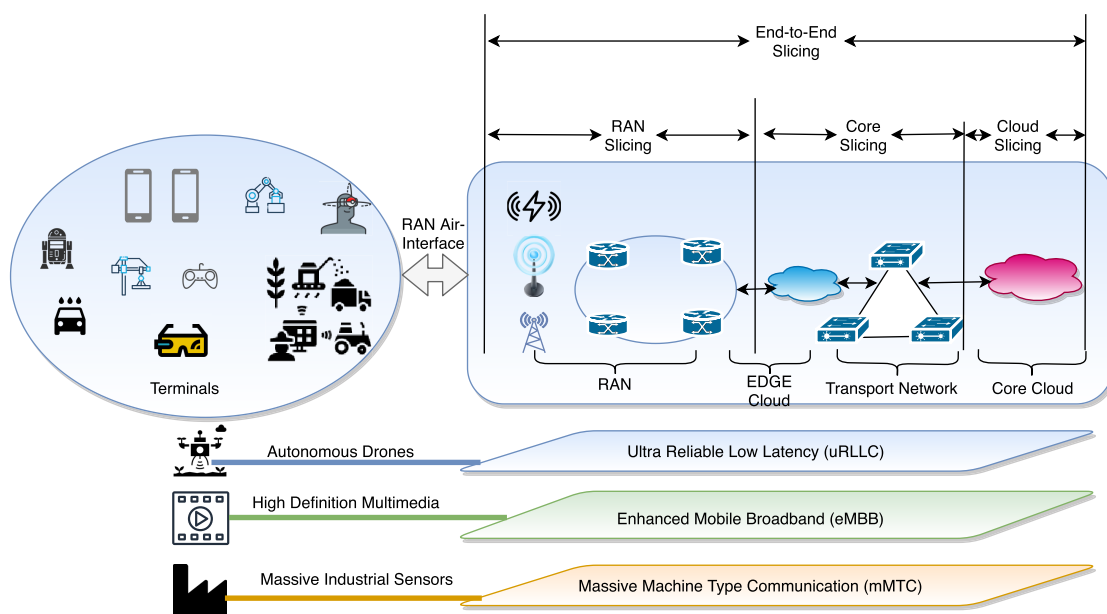 End-to-End
Slicing
RAN
Slicing
Core
Slicing
Cloud
Slicing
RAN Air-
Interface
Terminals
RAN
EDGE
Cloud
Transport Network
Core Cloud
Autonomous Drones
Ultra Reliable Low Latency (uRLLC)
High Definition Multimedia
Enhanced Mobile Broadband (eMBB)
Massive Industrial Sensors
Massive Machine Type Communication (mMTC)